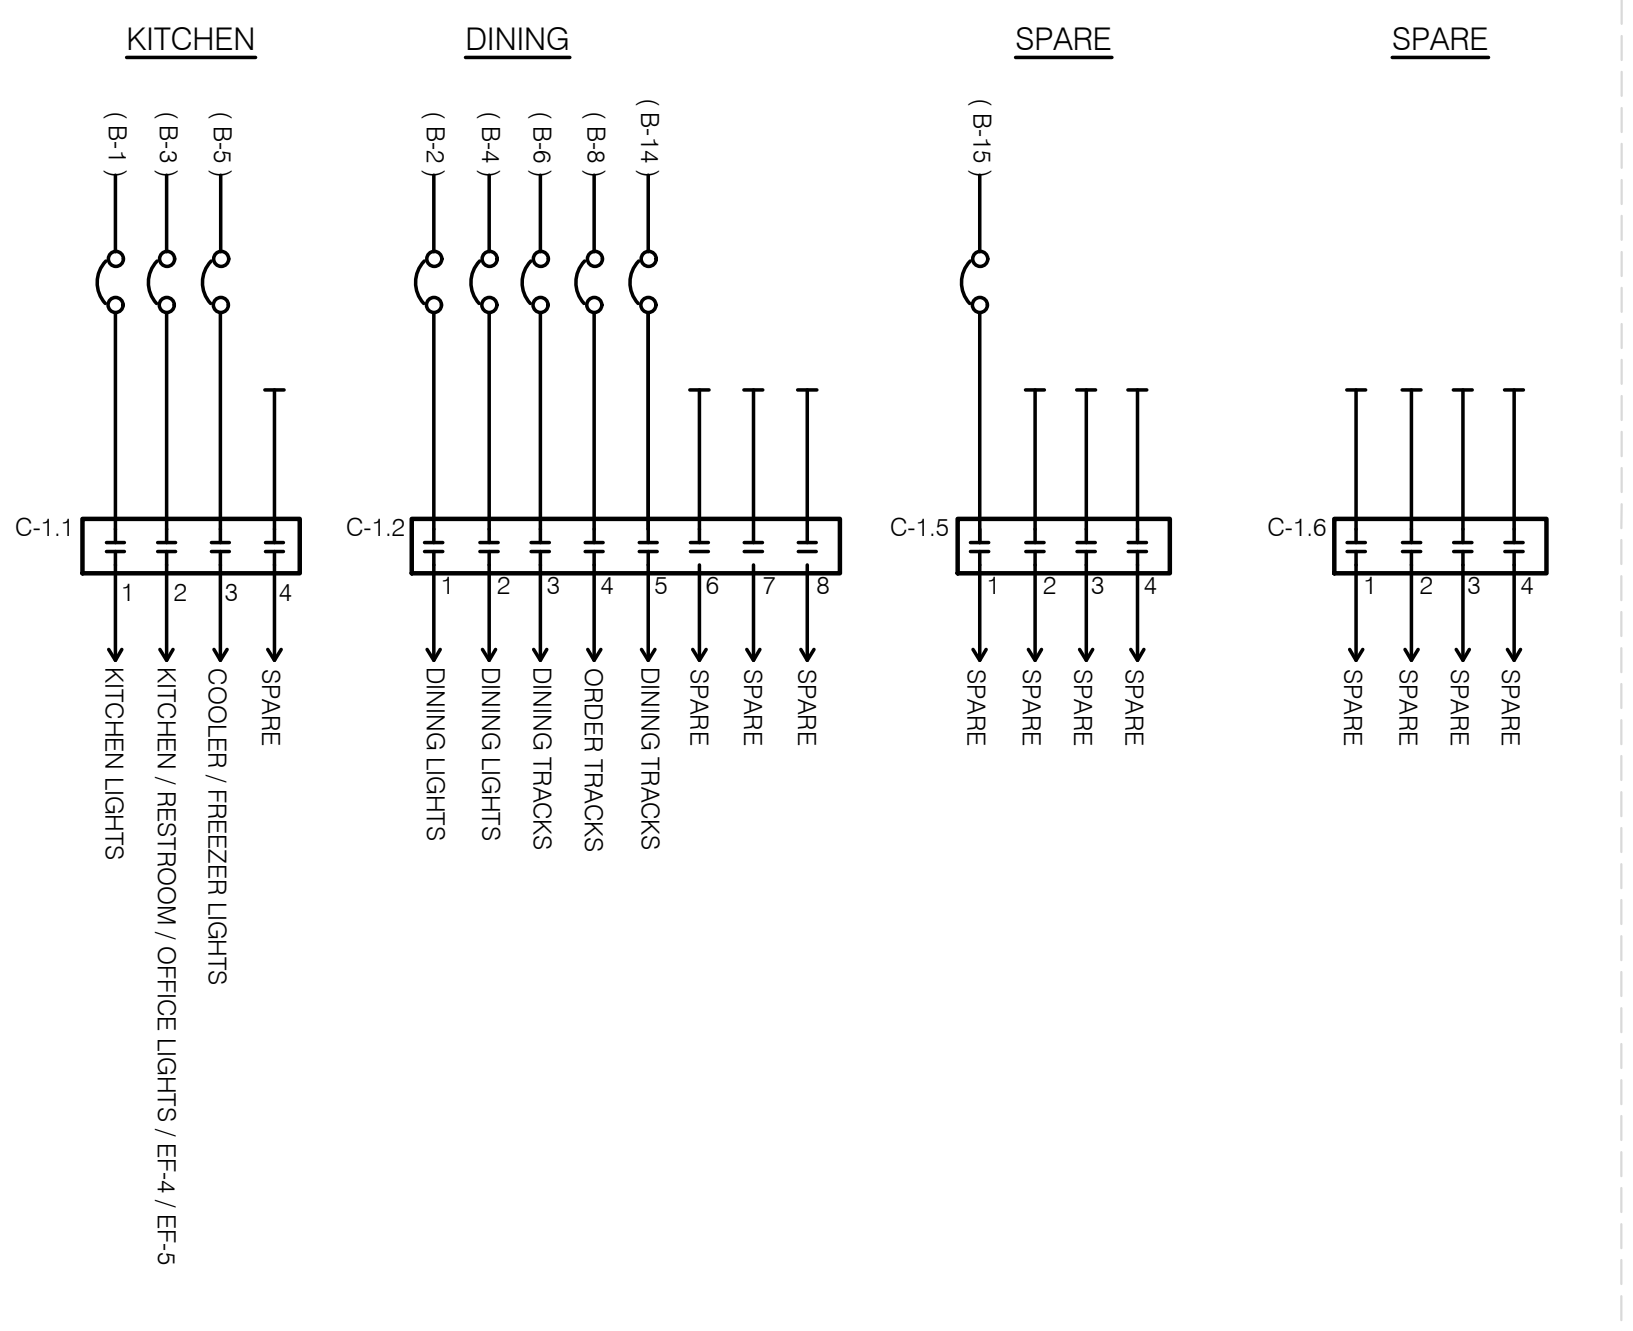 KITCHEN
( B-1 )
( B-3 )
( B-5 )
C-1.1
1
2
3
4
KITCHEN LIGHTS
KITCHEN / RESTROOM / OFFICE LIGHTS / EF-4 / EF-5
COOLER / FREEZER LIGHTS
SPARE
DINING
( B-2 )
( B-4 )
( B-6 )
( B-8 )
( B-14 )
C-1.2
1
2
3
4
5
6
7
8
DINING LIGHTS
DINING LIGHTS
DINING TRACKS
ORDER TRACKS
DINING TRACKS
SPARE
SPARE
SPARE
SPARE
( B-15 )
C-1.5
1
2
3
4
SPARE
SPARE
SPARE
SPARE
SPARE
C-1.6
1
2
3
4
SPARE
SPARE
SPARE
SPARE